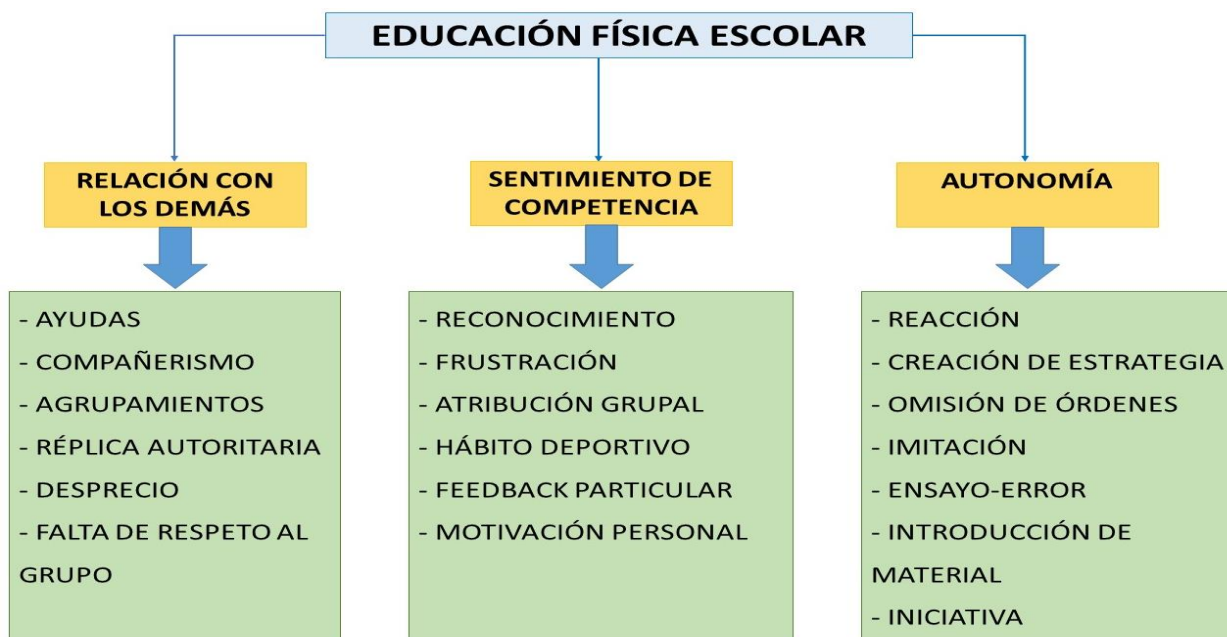 EDUCACIÓN FÍSICA ESCOLAR
RELACIÓN CON
LOS DEMÁS
- AYUDAS
- COMPAÑERISMO
- AGRUPAMIENTOS
- RÉPLICA AUTORITARIA
- DESPRECIO
- FALTA DE RESPETO AL
GRUPO
SENTIMIENTO DE
COMPETENCIA
- RECONOCIMIENTO
- FRUSTRACIÓN
- ATRIBUCIÓN GRUPAL
- HÁBITO DEPORTIVO
- FEEDBACK PARTICULAR
- MOTIVACIÓN PERSONAL
AUTONOMÍA
- REACCIÓN
- CREACIÓN DE ESTRATEGIA
- OMISIÓN DE ÓRDENES
- IMITACIÓN
- ENSAYO-ERROR
- INTRODUCCIÓN DE
MATERIAL
- INICIATIVA